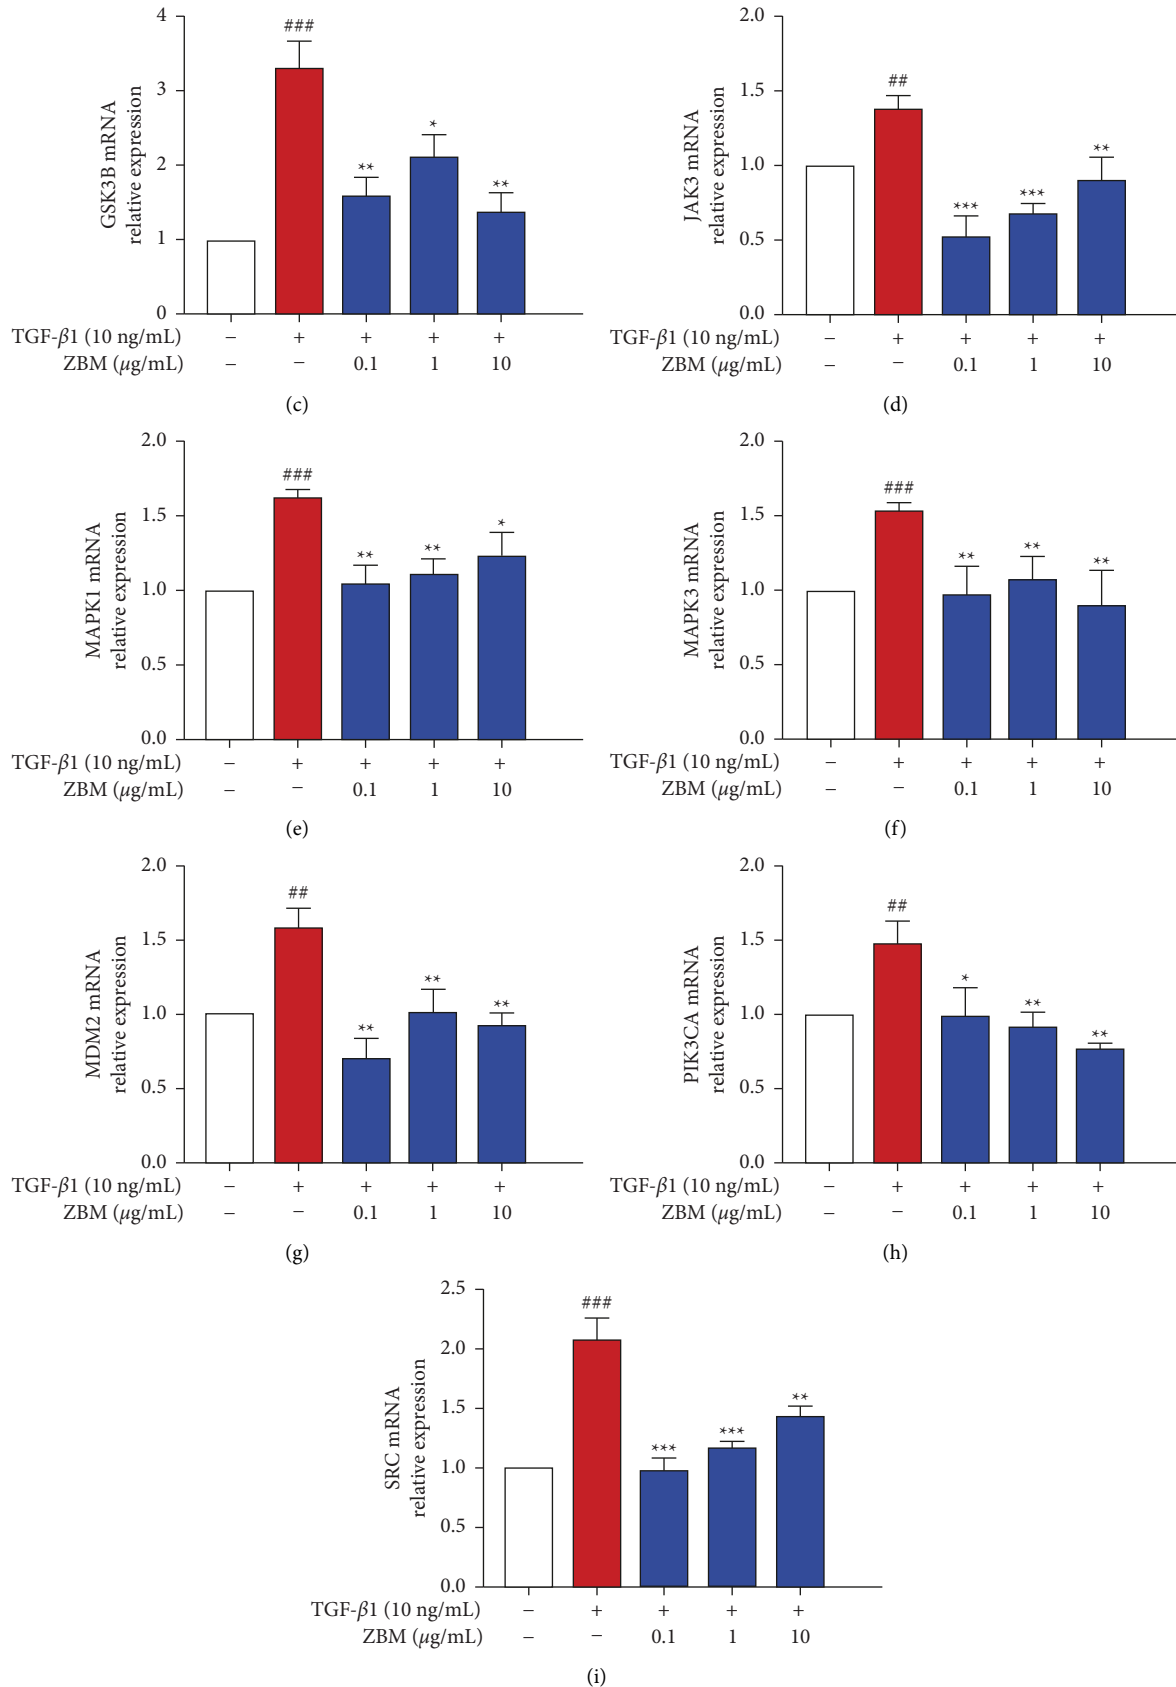 GSK3B mRNA
relative expression
4
3
2
1
0
###
**
*
**
TGF-β1 (10 ng/mL) − + + + +
ZBM (μg/mL) − − 0.1 1 10
(c)
JAK3 mRNA
relative expression
2.0
1.5
1.0
0.5
0.0
##
***
***
**
− + + + +
− − 0.1 1 10
(d)
MAPK1 mRNA
relative expression
2.0
1.5
1.0
0.5
0.0
###
**
**
*
TGF-β1 (10 ng/mL) − + + + +
ZBM (μg/mL) − − 0.1 1 10
(e)
MAPK3 mRNA
relative expression
2.0
1.5
1.0
0.5
0.0
###
**
**
**
TGF-β1 (10 ng/mL) − + + + +
ZBM (μg/mL) − − 0.1 1 10
(f)
MDM2 mRNA
relative expression
2.0
1.5
1.0
0.5
0.0
##
**
**
**
TGF-β1 (10 ng/mL) − + + + +
ZBM (μg/mL) − − 0.1 1 10
(g)
PIK3CA mRNA
relative expression
2.0
1.5
1.0
0.5
0.0
##
*
**
**
TGF-β1 (10 ng/mL) − + + + +
ZBM (μg/mL) − − 0.1 1 10
(h)
SRC mRNA
relative expression
2.5
2.0
1.5
1.0
0.5
0.0
###
***
***
**
TGF-β1 (10 ng/mL) − + + + +
ZBM (μg/mL) − − 0.1 1 10
(i)